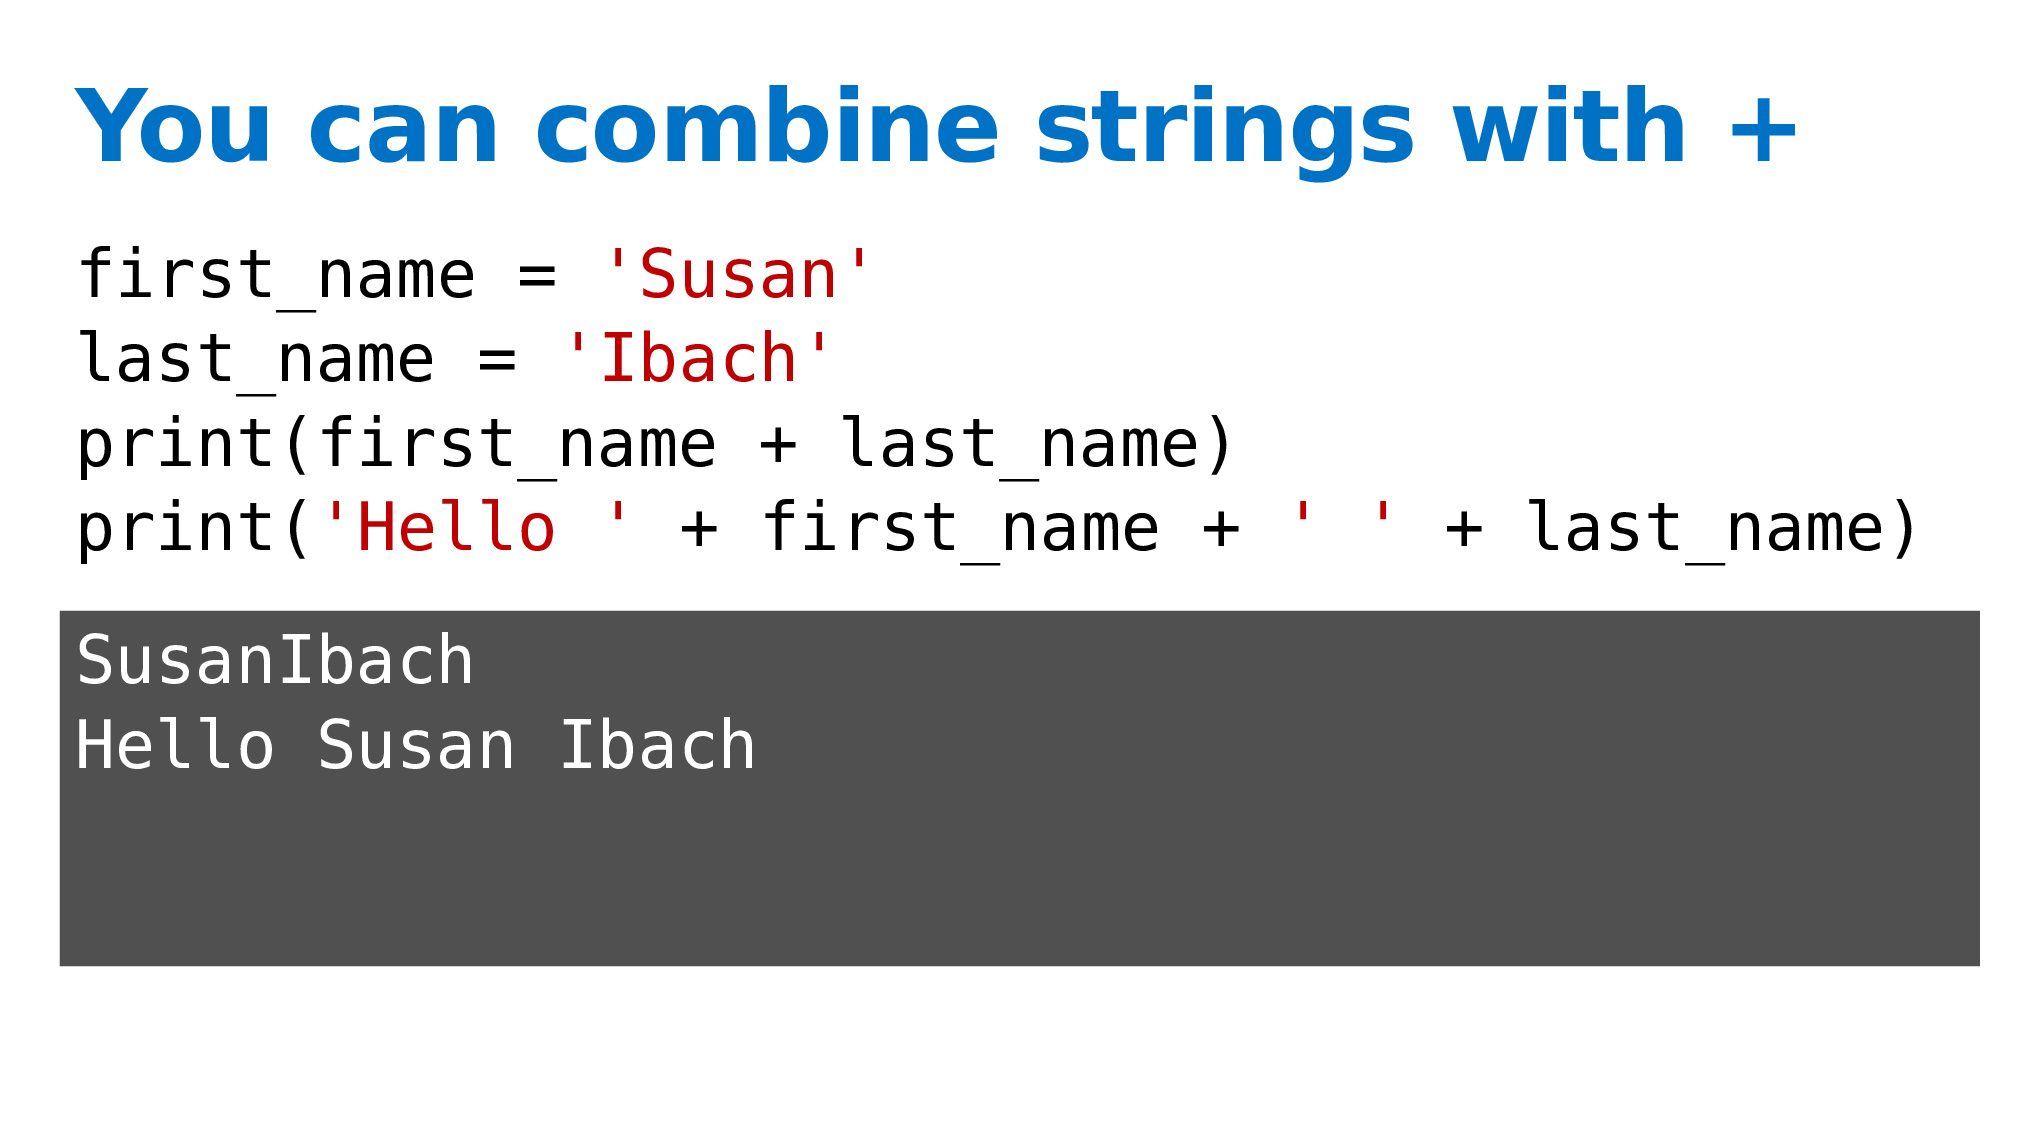 You can combine strings with +
first_name = 'Susan'
last_name = 'Ibach'
print(first_name + last_name)
print('Hello ' + first_name + ' ' + last_name)
SusanIbach
Hello Susan Ibach